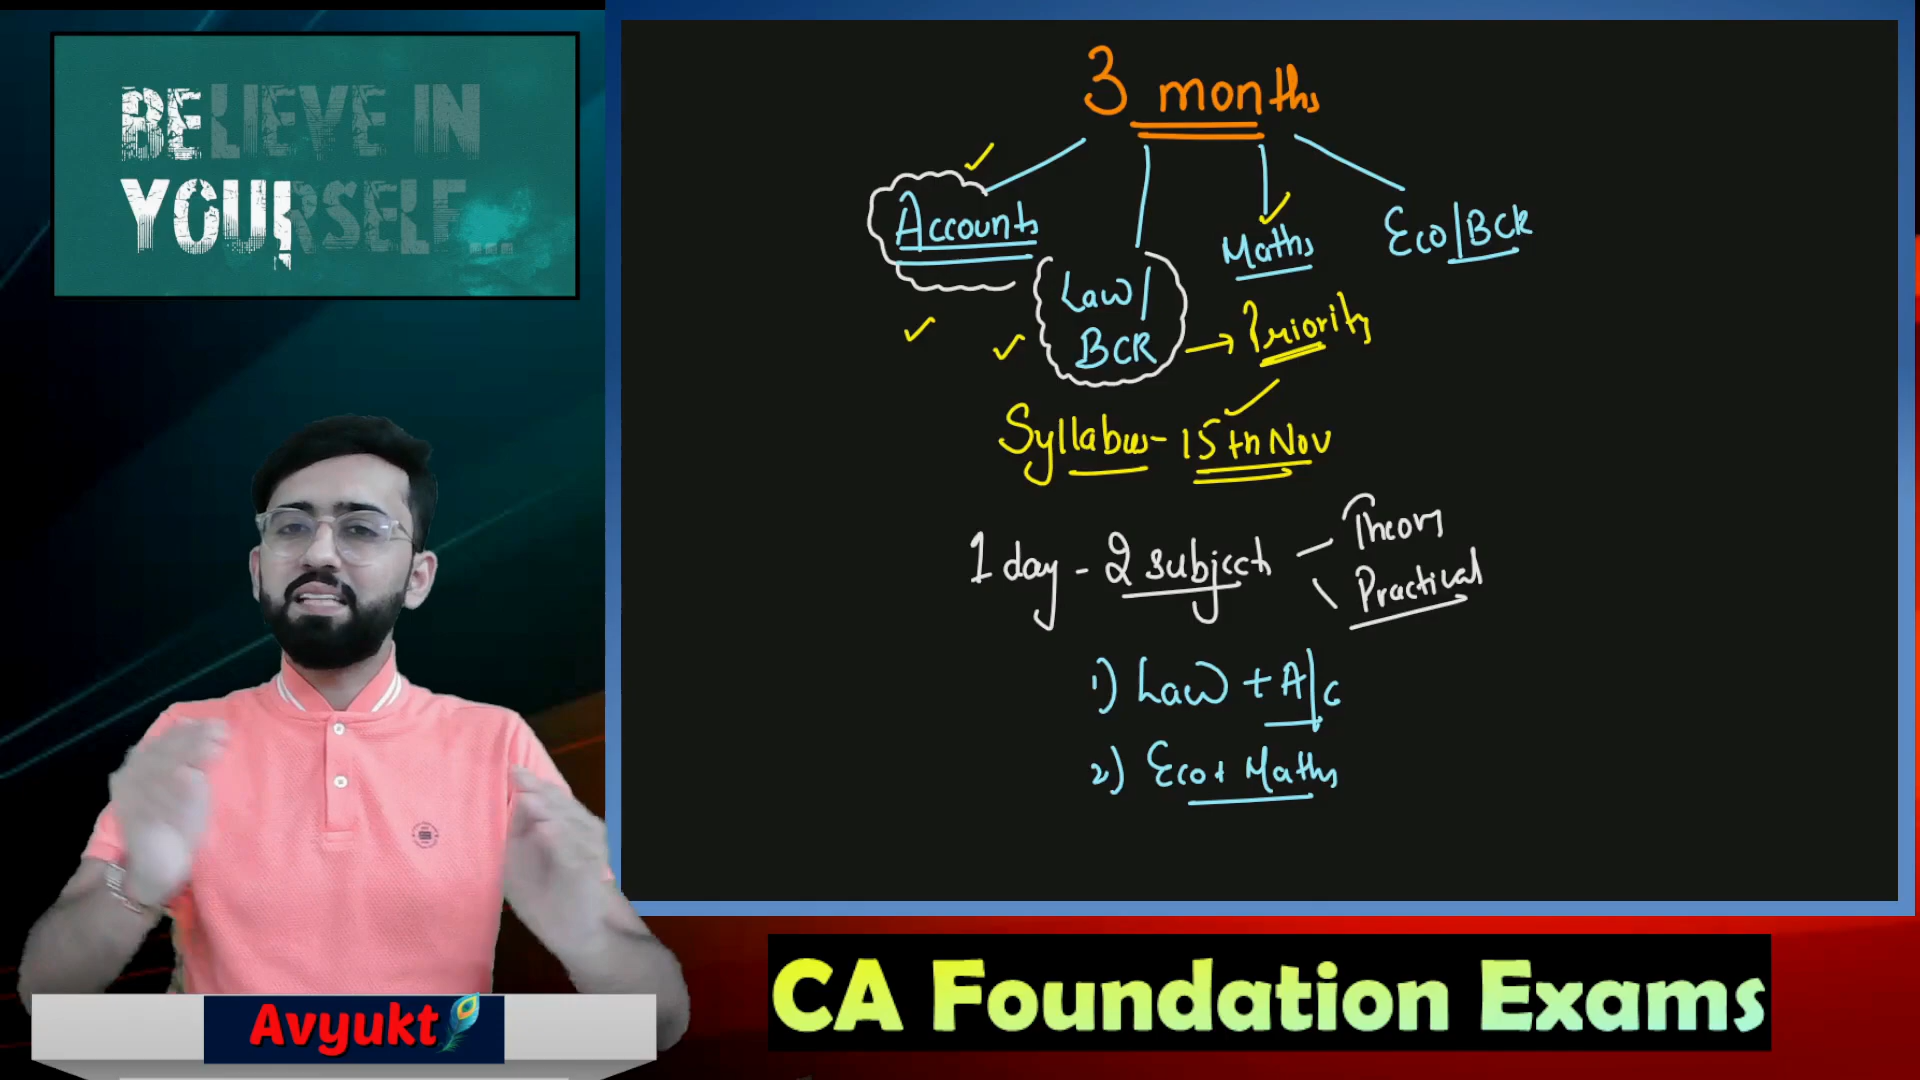 BELIEVE IN
YOURSELF...
3 months
Accounts
Law/
BCR
Maths
Eco/BCK
→ Priority
Syllabus - 15th Nov
1 day - 2 subject
Theory
Practical
1) Law + A/c
2) Eco + Maths
Avyukt
CA Foundation Exams